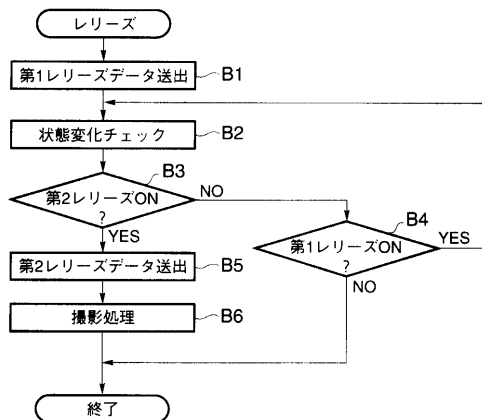 レリーズ
第1レリーズデータ送出
B1
状態変化チェック
B2
B3
第2レリーズON
?
NO
YES
B4
第1レリーズON
?
YES
NO
第2レリーズデータ送出
B5
撮影処理
B6
終了